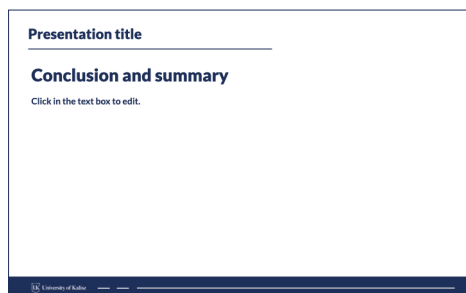 Presentation title
Conclusion and summary
Click in the text box to edit.
UK University of Kalise